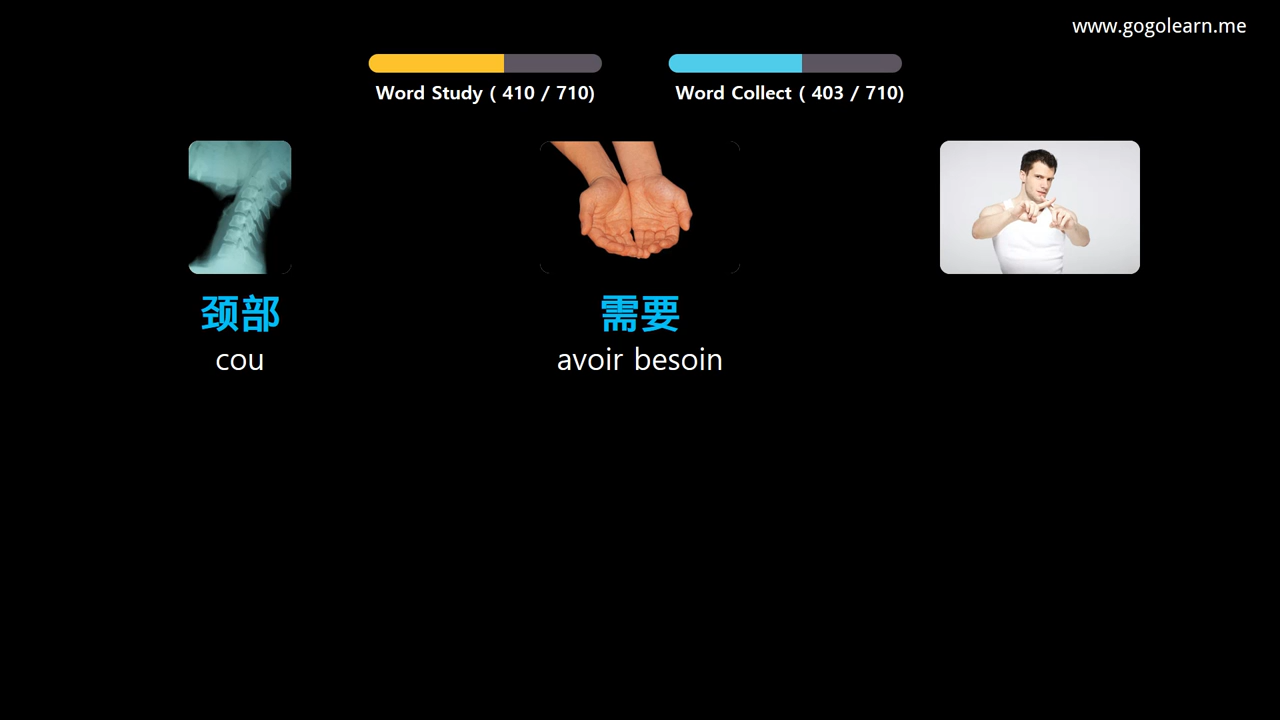 www.gogolearn.me
Word Study ( 410 / 710)
Word Collect ( 403 / 710)
颈部
cou
需要
avoir besoin